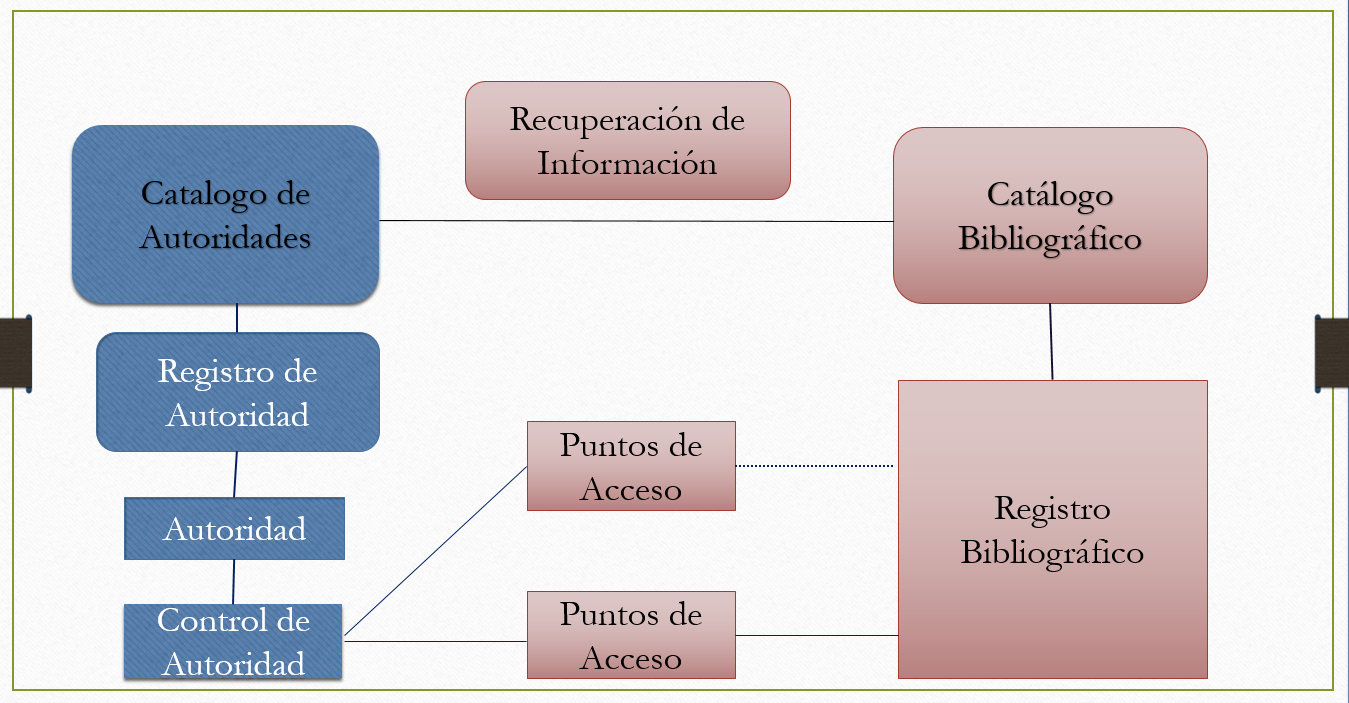 Recuperación de
Información
Catalogo de
Autoridades
Catálogo
Bibliográfico
Registro de
Autoridad
Puntos de
Acceso
Autoridad
Registro
Bibliográfico
Control de
Autoridad
Puntos de
Acceso